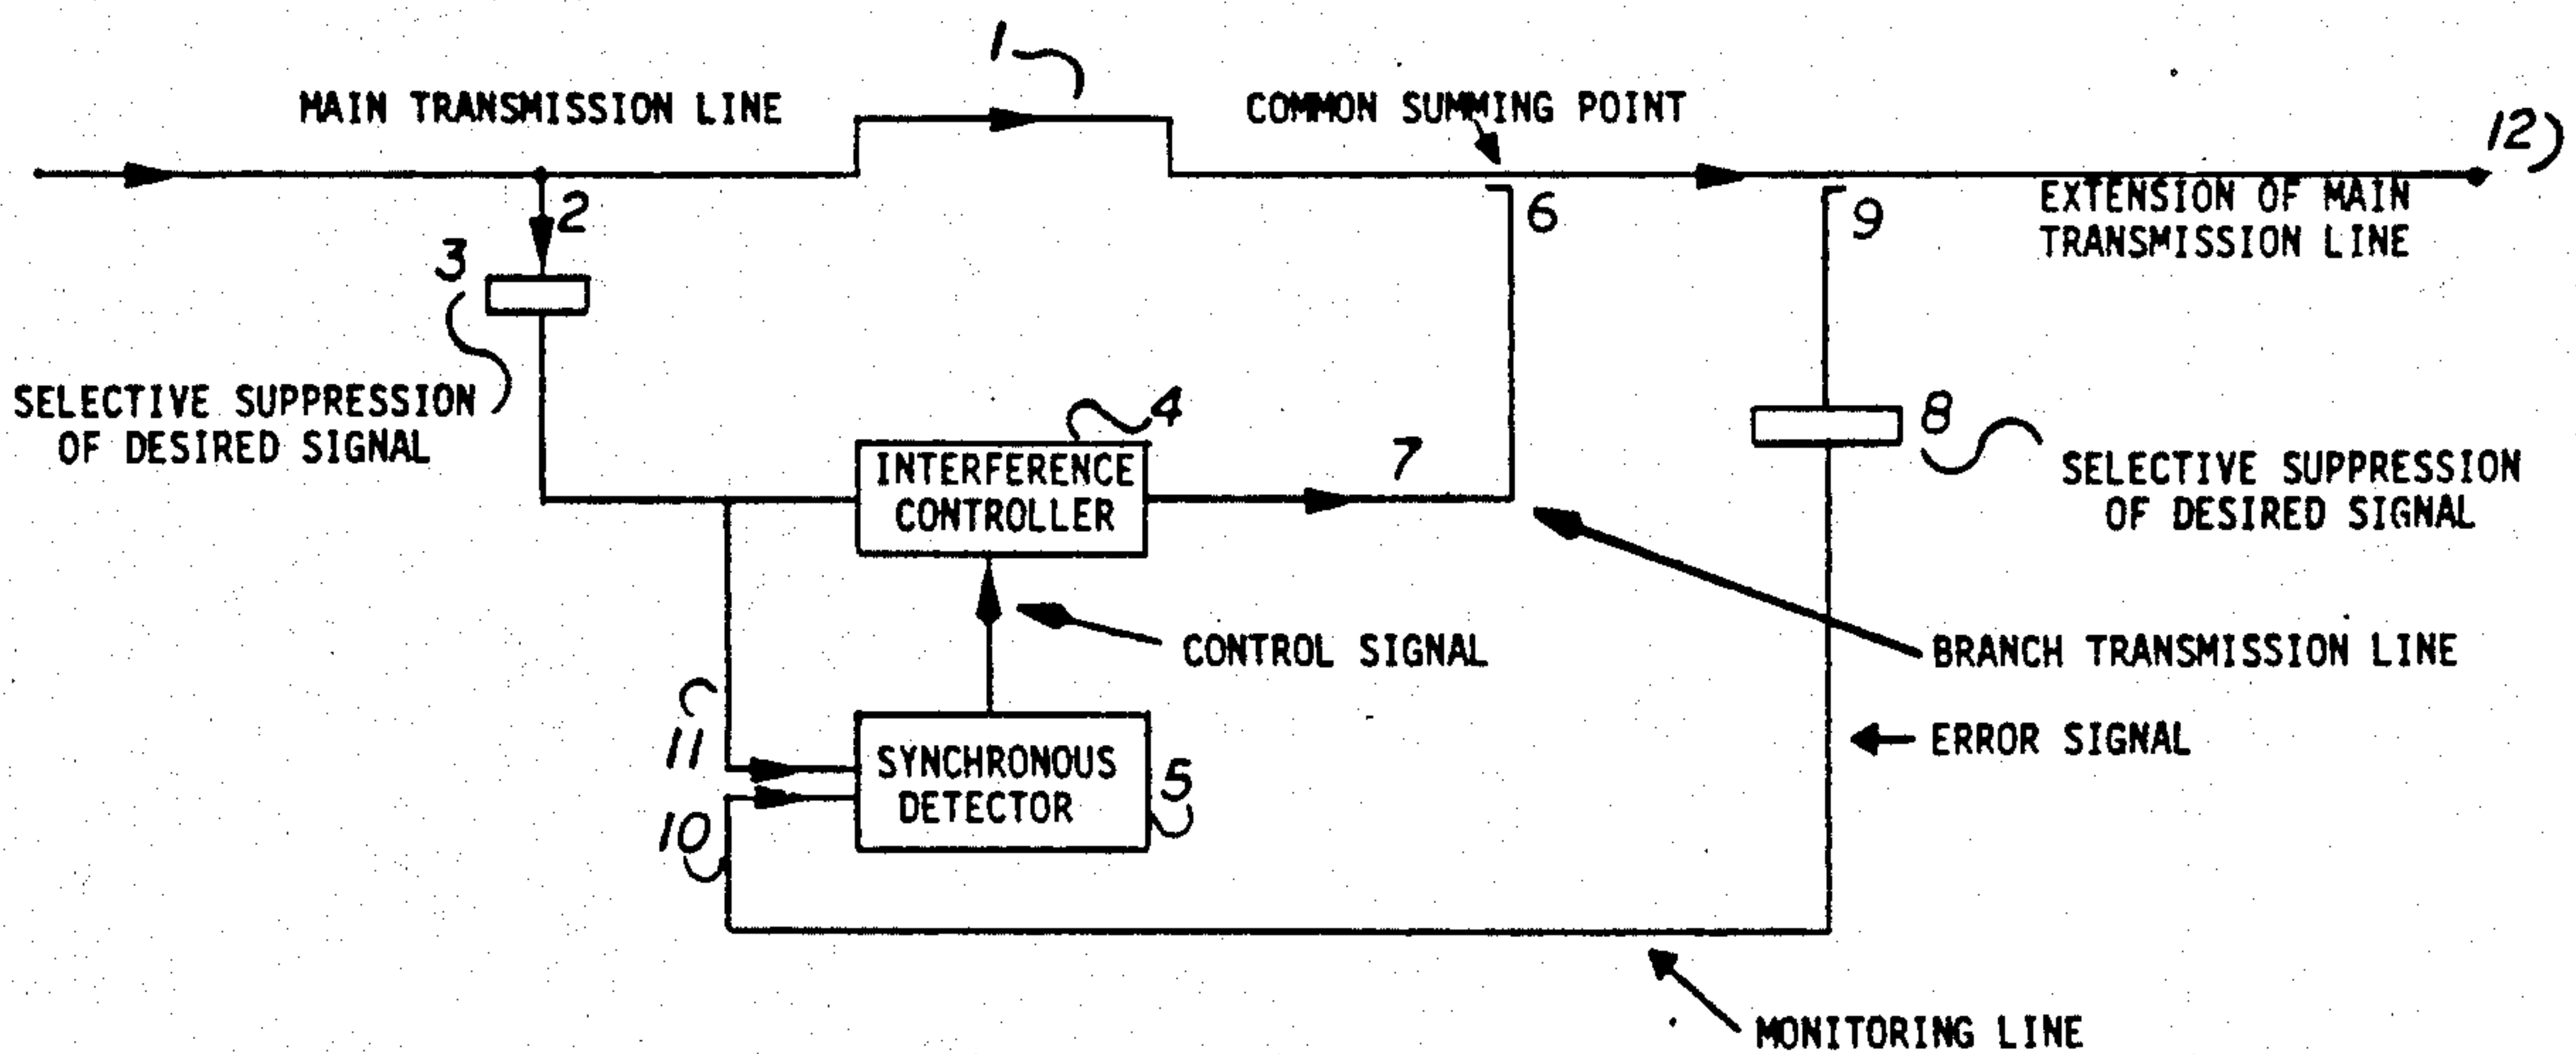 1
MAIN TRANSMISSION LINE
COMMON SUMMING POINT
12
2
6
9
EXTENSION OF MAIN
TRANSMISSION LINE
3
SELECTIVE SUPPRESSION
OF DESIRED SIGNAL
4
INTERFERENCE
CONTROLLER
7
8
SELECTIVE SUPPRESSION
OF DESIRED SIGNAL
CONTROL SIGNAL
BRANCH TRANSMISSION LINE
11
SYNCHRONOUS
DETECTOR
5
ERROR SIGNAL
10
MONITORING LINE